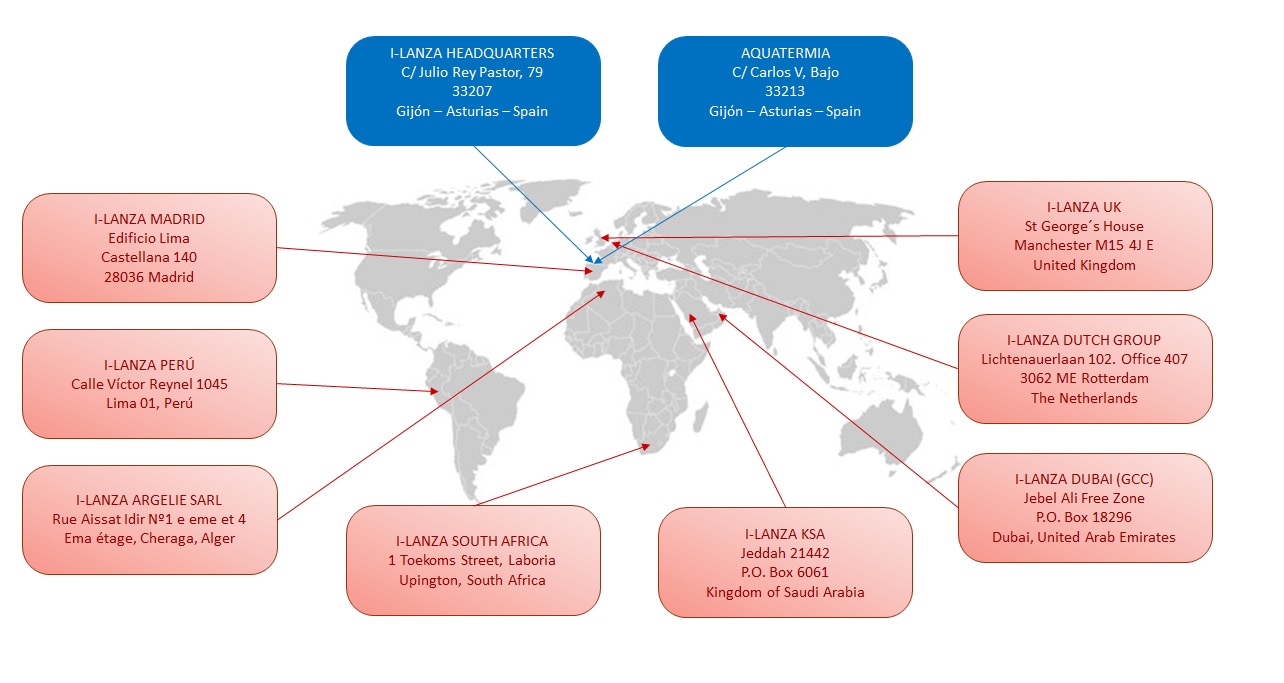 I-LANZA HEADQUARTERS
C/ Julio Rey Pastor, 79
33207
Gijón – Asturias – Spain
AQUATERMIA
C/ Carlos V, Bajo
33213
Gijón – Asturias – Spain
I-LANZA MADRID
Edificio Lima
Castellana 140
28036 Madrid
I-LANZA UK
St George´s House
Manchester M15 4J E
United Kingdom
I-LANZA PERÚ
Calle Víctor Reynel 1045
Lima 01, Perú
I-LANZA DUTCH GROUP
Lichtenauerlaan 102. Office 407
3062 ME Rotterdam
The Netherlands
I-LANZA ARGELIE SARL
Rue Aissat Idir Nº1 e eme et 4
Ema étage, Cheraga, Alger
I-LANZA SOUTH AFRICA
1 Toekoms Street, Laboria
Upington, South Africa
I-LANZA KSA
Jeddah 21442
P.O. Box 6061
Kingdom of Saudi Arabia
I-LANZA DUBAI (GCC)
Jebel Ali Free Zone
P.O. Box 18296
Dubai, United Arab Emirates